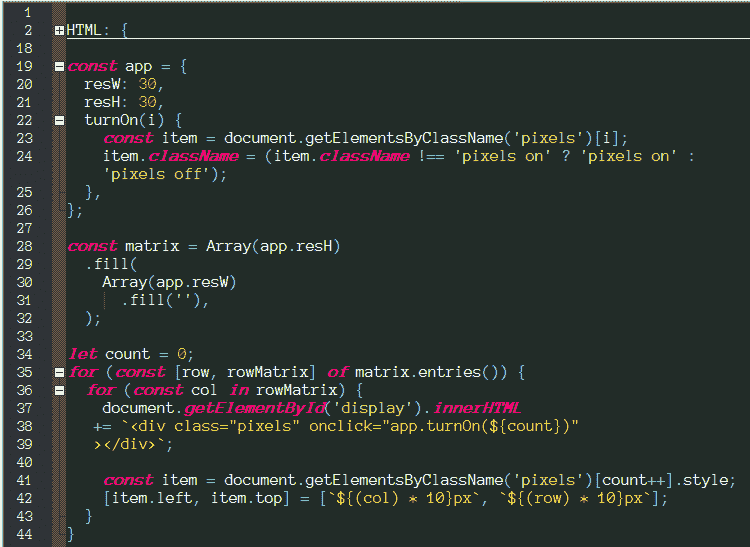 1
2 HTML: {
18
19 const app = {
20 resW: 30,
21 resH: 30,
22 turnOn(i) {
23 const item = document.getElementsByClassName('pixels')[i];
24 item.className = (item.className !== 'pixels on' ? 'pixels on' :
'pixels off');
25 },
26 };
27
28 const matrix = Array(app.resH)
29 .fill(
30 Array(app.resW)
31 .fill(''),
32 );
33
34 let count = 0;
35 for (const [row, rowMatrix] of matrix.entries()) {
36 for (const col in rowMatrix) {
37 document.getElementById('display').innerHTML
38 += `<div class="pixels" onclick="app.turnOn(${count})"
39 ></div>`;
40
41 const item = document.getElementsByClassName('pixels')[count++].style;
42 [item.left, item.top] = [`${(col) * 10}px`, `${(row) * 10}px`];
43 }
44 }